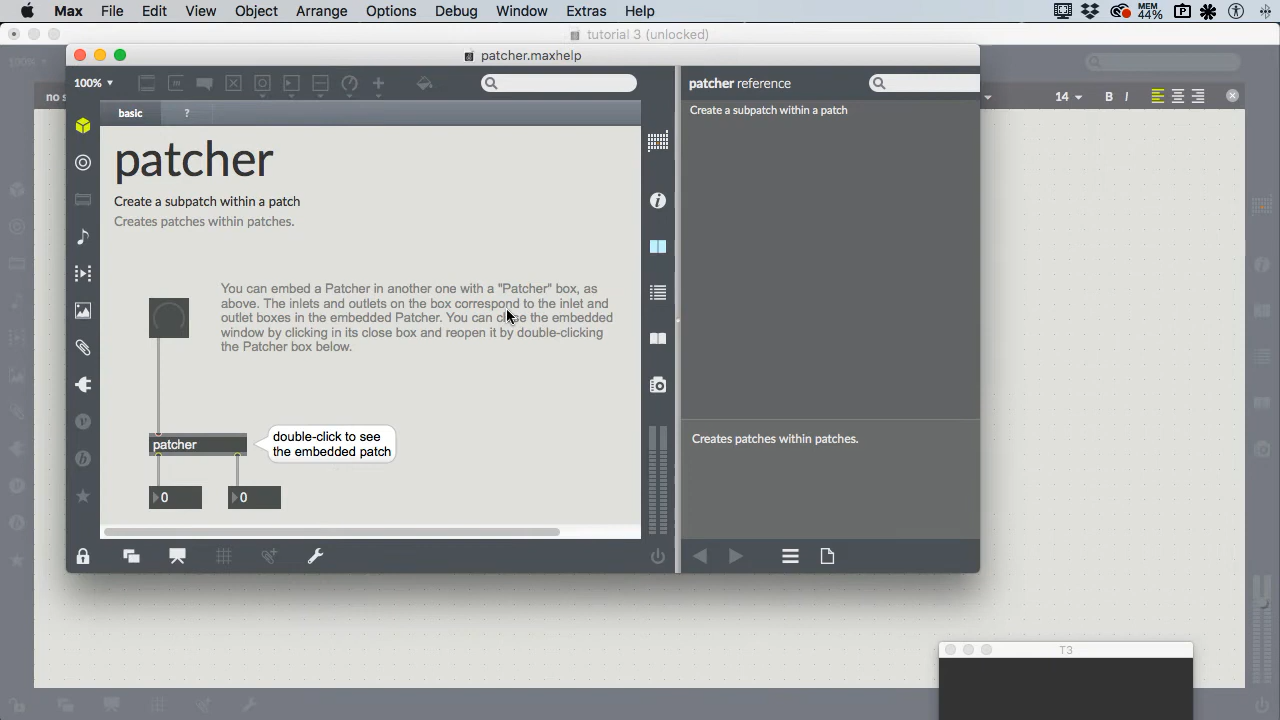 Max File Edit View Object Arrange Options Debug Window Extras Help
MEM
44%
tutorial 3 (unlocked)
100%
patcher.maxhelp
100%
patcher reference
no s
14
B I
basic ?
Create a subpatch within a patch
patcher
Create a subpatch within a patch
Creates patches within patches.
You can embed a Patcher in another one with a "Patcher" box, as
above. The inlets and outlets on the box correspond to the inlet and
outlet boxes in the embedded Patcher. You can close the embedded
window by clicking in its close box and reopen it by double-clicking
the Patcher box below.
patcher
double-click to see
the embedded patch
0 0
Creates patches within patches.
T3